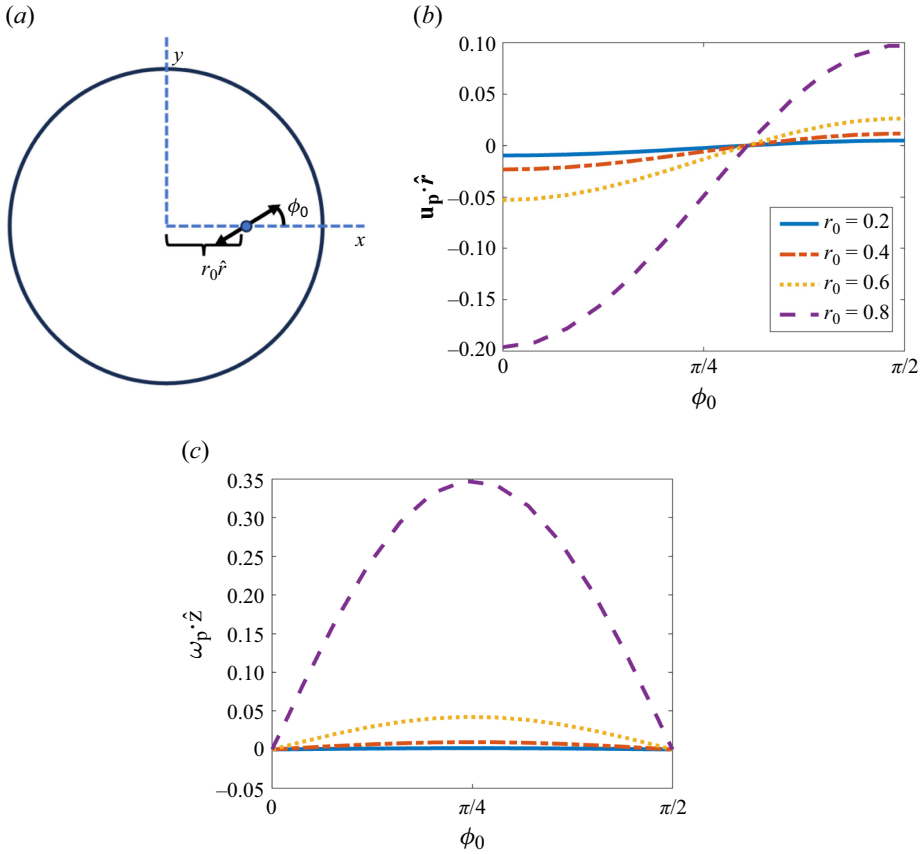 (a)
y
ϕ0
x
r0r̂
(b)
0.10
0.05
0
–0.05
–0.10
–0.15
–0.20
up·r̂
r0 = 0.2
r0 = 0.4
r0 = 0.6
r0 = 0.8
0
π/4
π/2
ϕ0
(c)
0.35
0.30
0.25
0.20
0.15
0.10
0.05
0
–0.05
ωp·ẑ
0
π/4
π/2
ϕ0